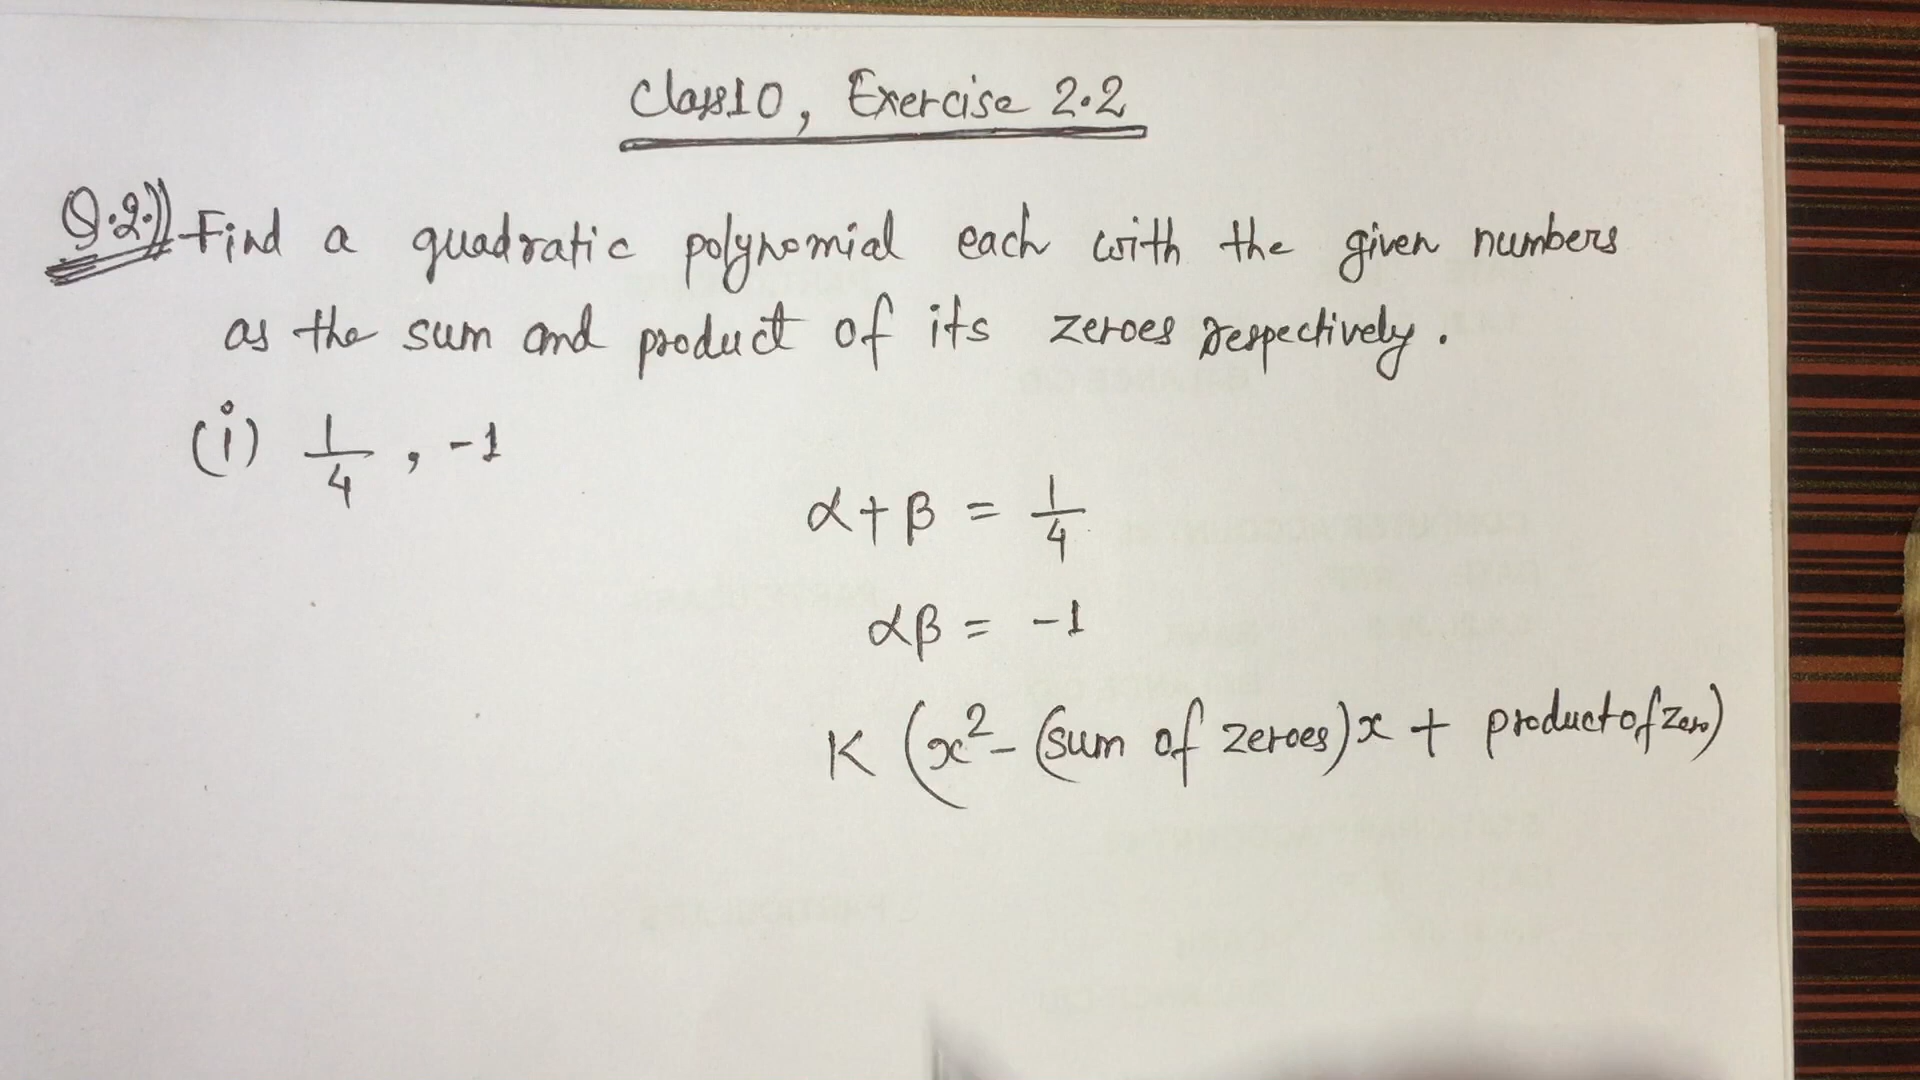 Class 10, Exercise 2.2
Q.2.)) Find a quadratic polynomial each with the given numbers
as the sum and product of its zeroes respectively.
(i) 1/4, -1
α+β = 1/4
αβ = -1
K (x² - (sum of zeroes)x + product of zero)